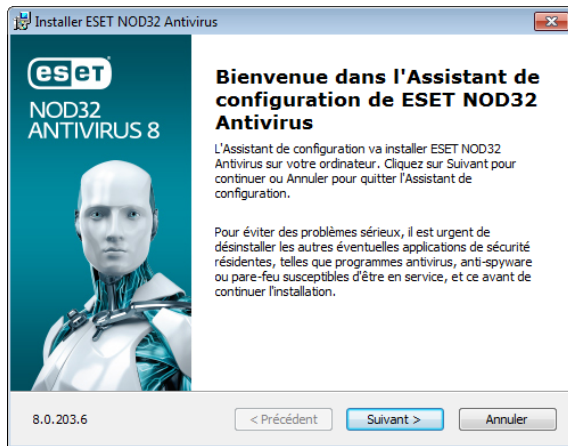 Installer ESET NOD32 Antivirus
eset
NOD32
ANTIVIRUS 8
Bienvenue dans l'Assistant de
configuration de ESET NOD32
Antivirus
L'Assistant de configuration va installer ESET NOD32
Antivirus sur votre ordinateur. Cliquez sur Suivant pour
continuer ou Annuler pour quitter l'Assistant de
configuration.
Pour éviter des problèmes sérieux, il est urgent de
désinstaller les autres éventuelles applications de sécurité
résidentes, telles que programmes antivirus, anti-spyware
ou pare-feu susceptibles d'être en service, et ce avant de
continuer l'installation.
8.0.203.6
< Précédent
Suivant >
Annuler